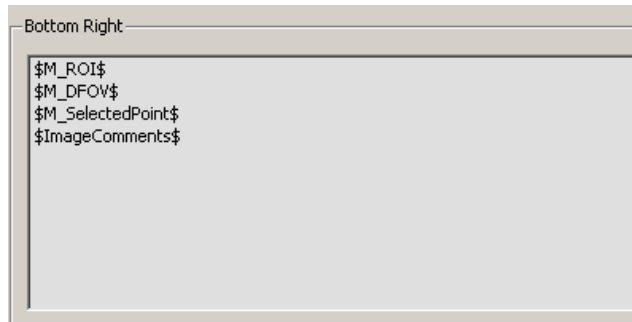 Bottom Right
$M_ROI$
$M_DFOV$
$M_SelectedPoint$
$ImageComments$